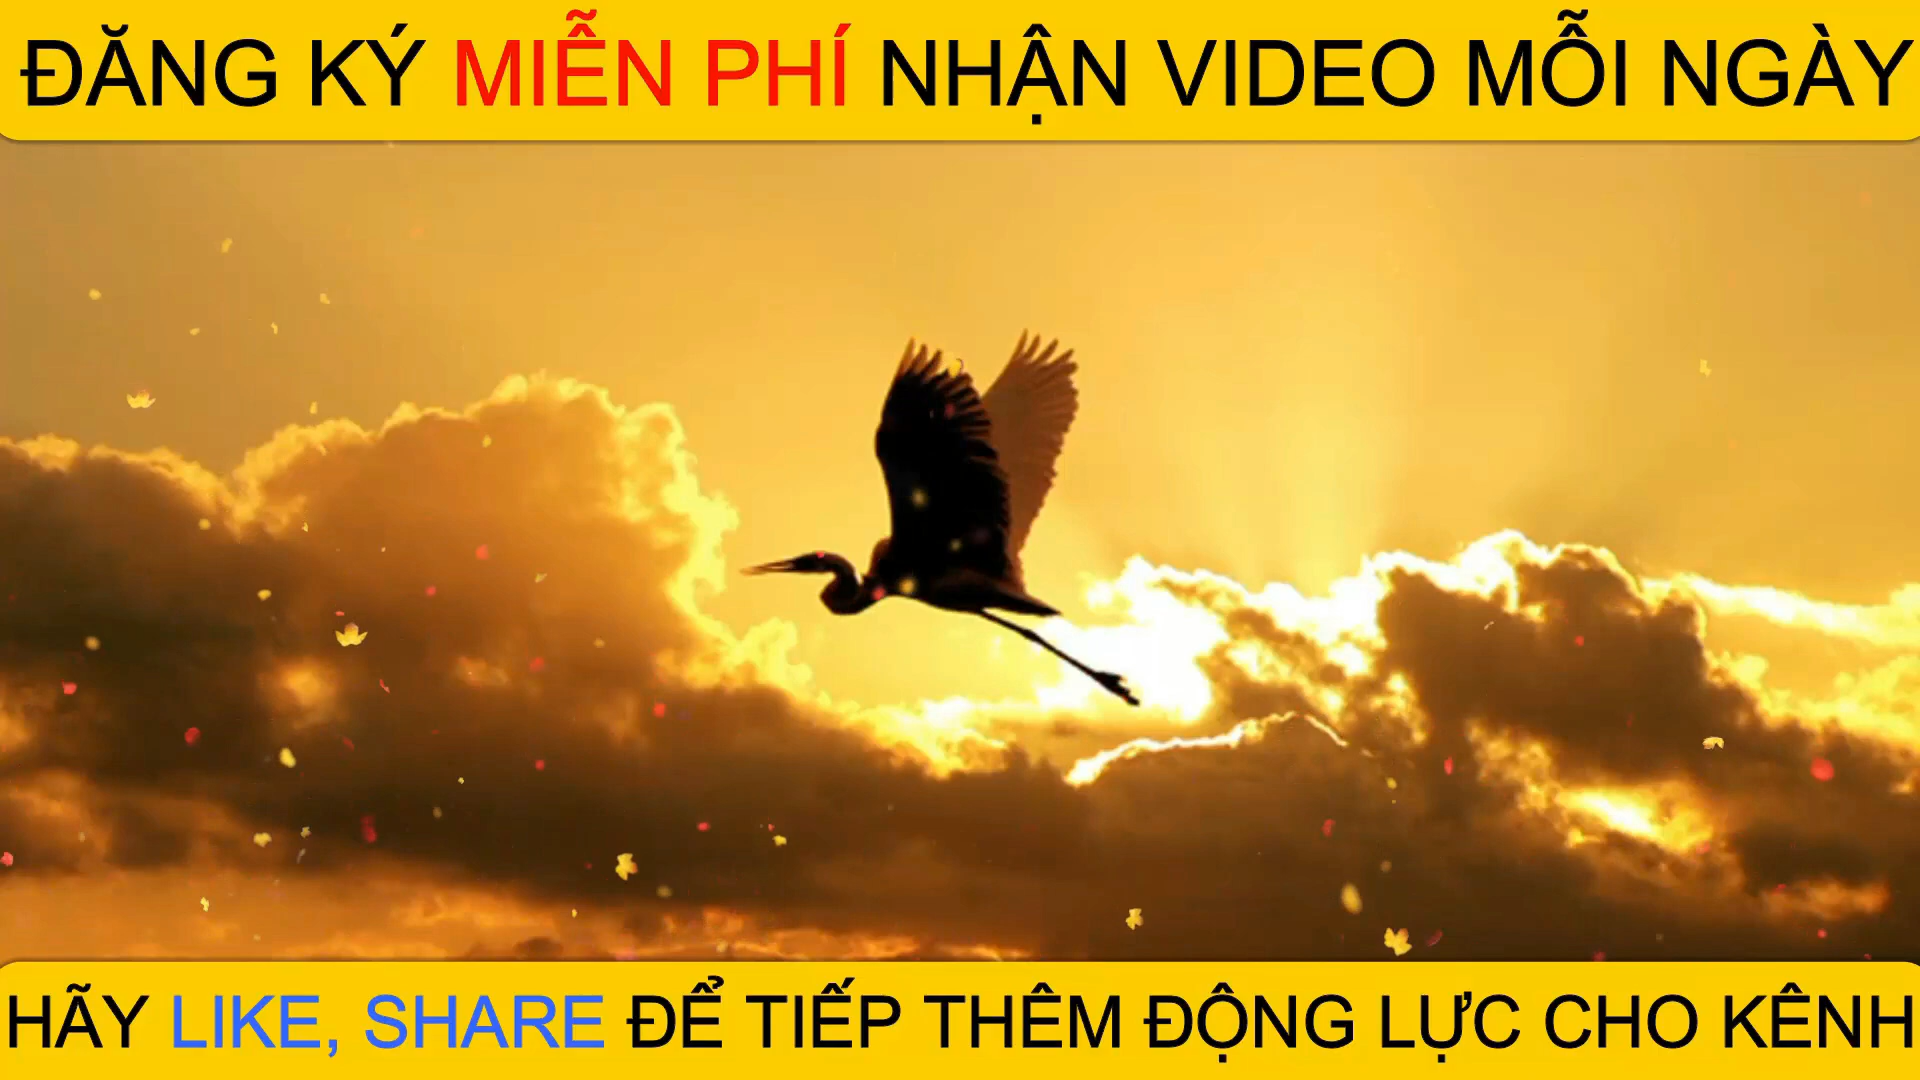 ĐĂNG KÝ MIỄN PHÍ NHẬN VIDEO MỖI NGÀY
HÃY LIKE, SHARE ĐỂ TIẾP THÊM ĐỘNG LỰC CHO KÊNH